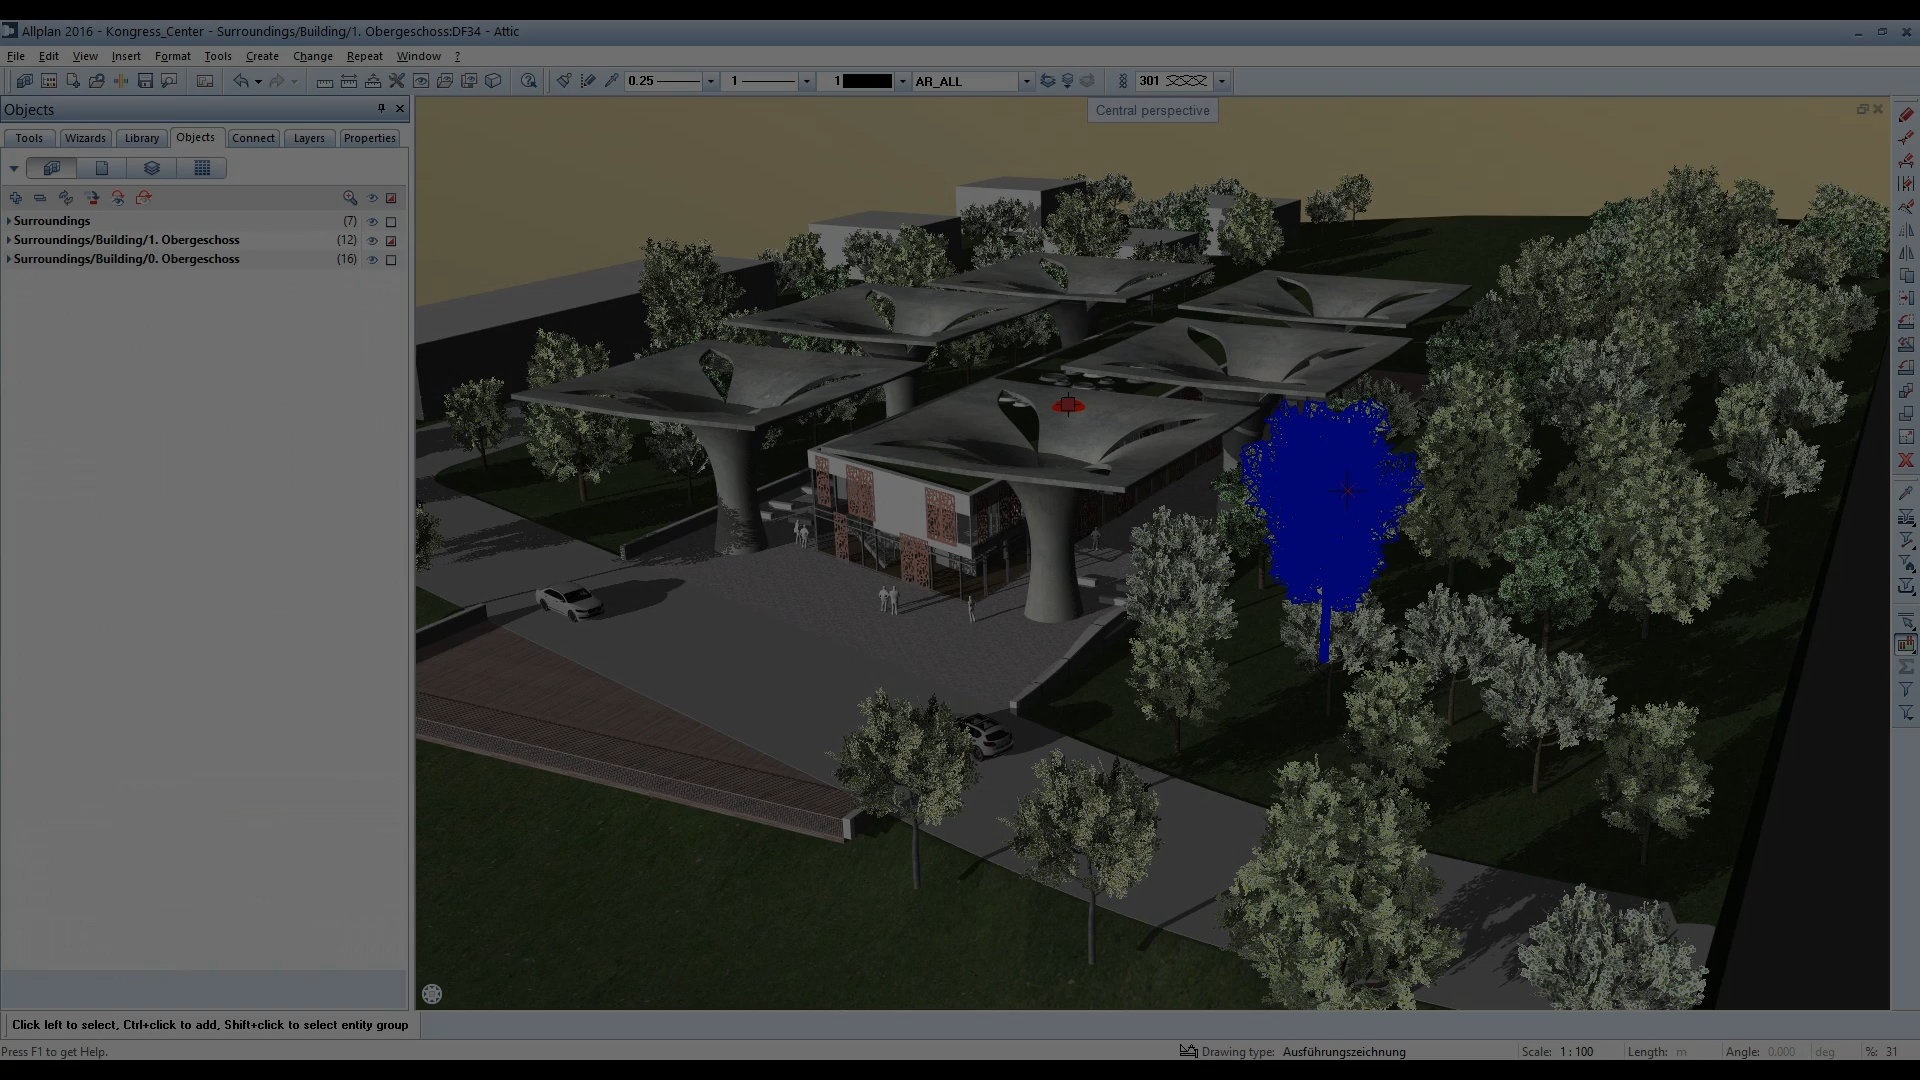 Allplan 2016 - Kongress_Center - Surroundings/Building/1. Obergeschoss:DF34 - Attic
File Edit View Insert Format Tools Create Change Repeat Window ?
0.25 1 1 AR_ALL 301
Objects
Central perspective
Tools Wizards Library Objects Connect Layers Properties
Surroundings (7)
Surroundings/Building/1. Obergeschoss (12)
Surroundings/Building/0. Obergeschoss (16)
Click left to select, Ctrl+click to add, Shift+click to select entity group
Press F1 to get Help. Drawing type: Ausführungszeichnung Scale: 1 : 100 Length: m Angle: 0.000 deg %: 31